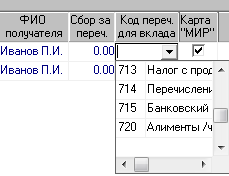 ФИО получателя Сбор за переч. Код переч. для вклада Карта "МИР"
Иванов П.И. 0.00
Иванов П.И. 0.00
713 Налог с прод
714 Перечислени
715 Банковский
720 Алименты /ч